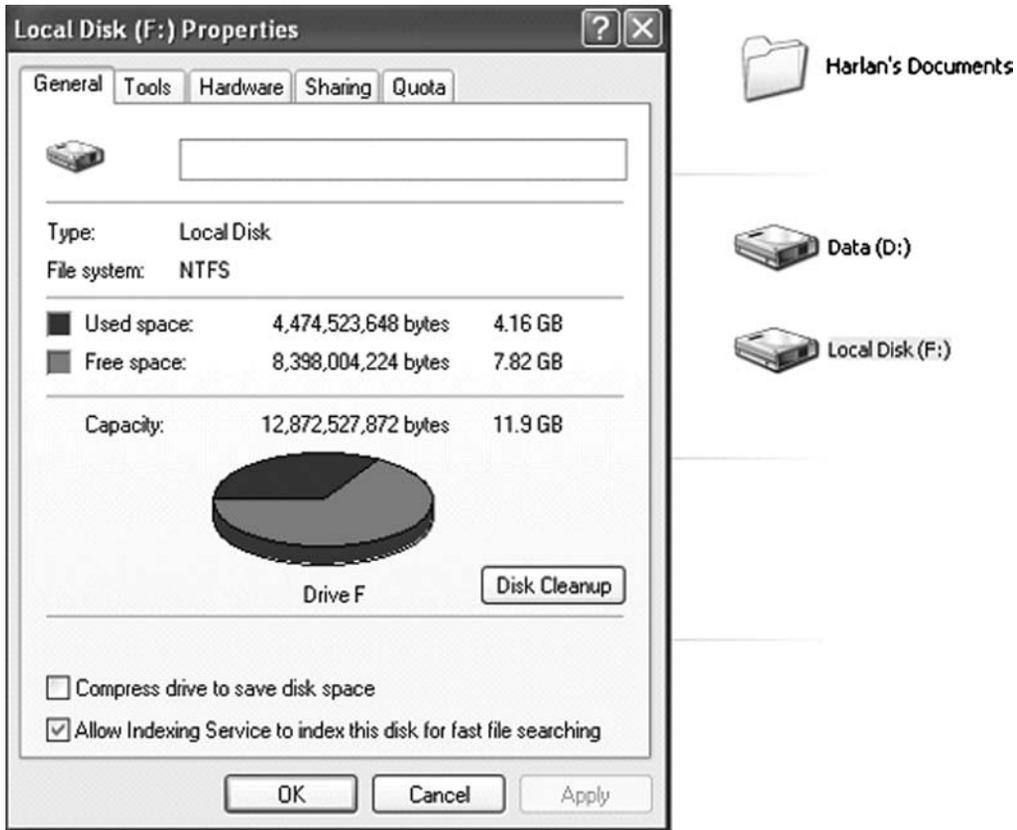 Local Disk (F:) Properties
? X
General Tools Hardware Sharing Quota
Type: Local Disk
File system: NTFS
Used space: 4,474,523,648 bytes 4.16 GB
Free space: 8,398,004,224 bytes 7.82 GB
Capacity: 12,872,527,872 bytes 11.9 GB
Drive F
Disk Cleanup
Compress drive to save disk space
Allow Indexing Service to index this disk for fast file searching
OK Cancel Apply
Harlan's Documents
Data (D:)
Local Disk (F:)